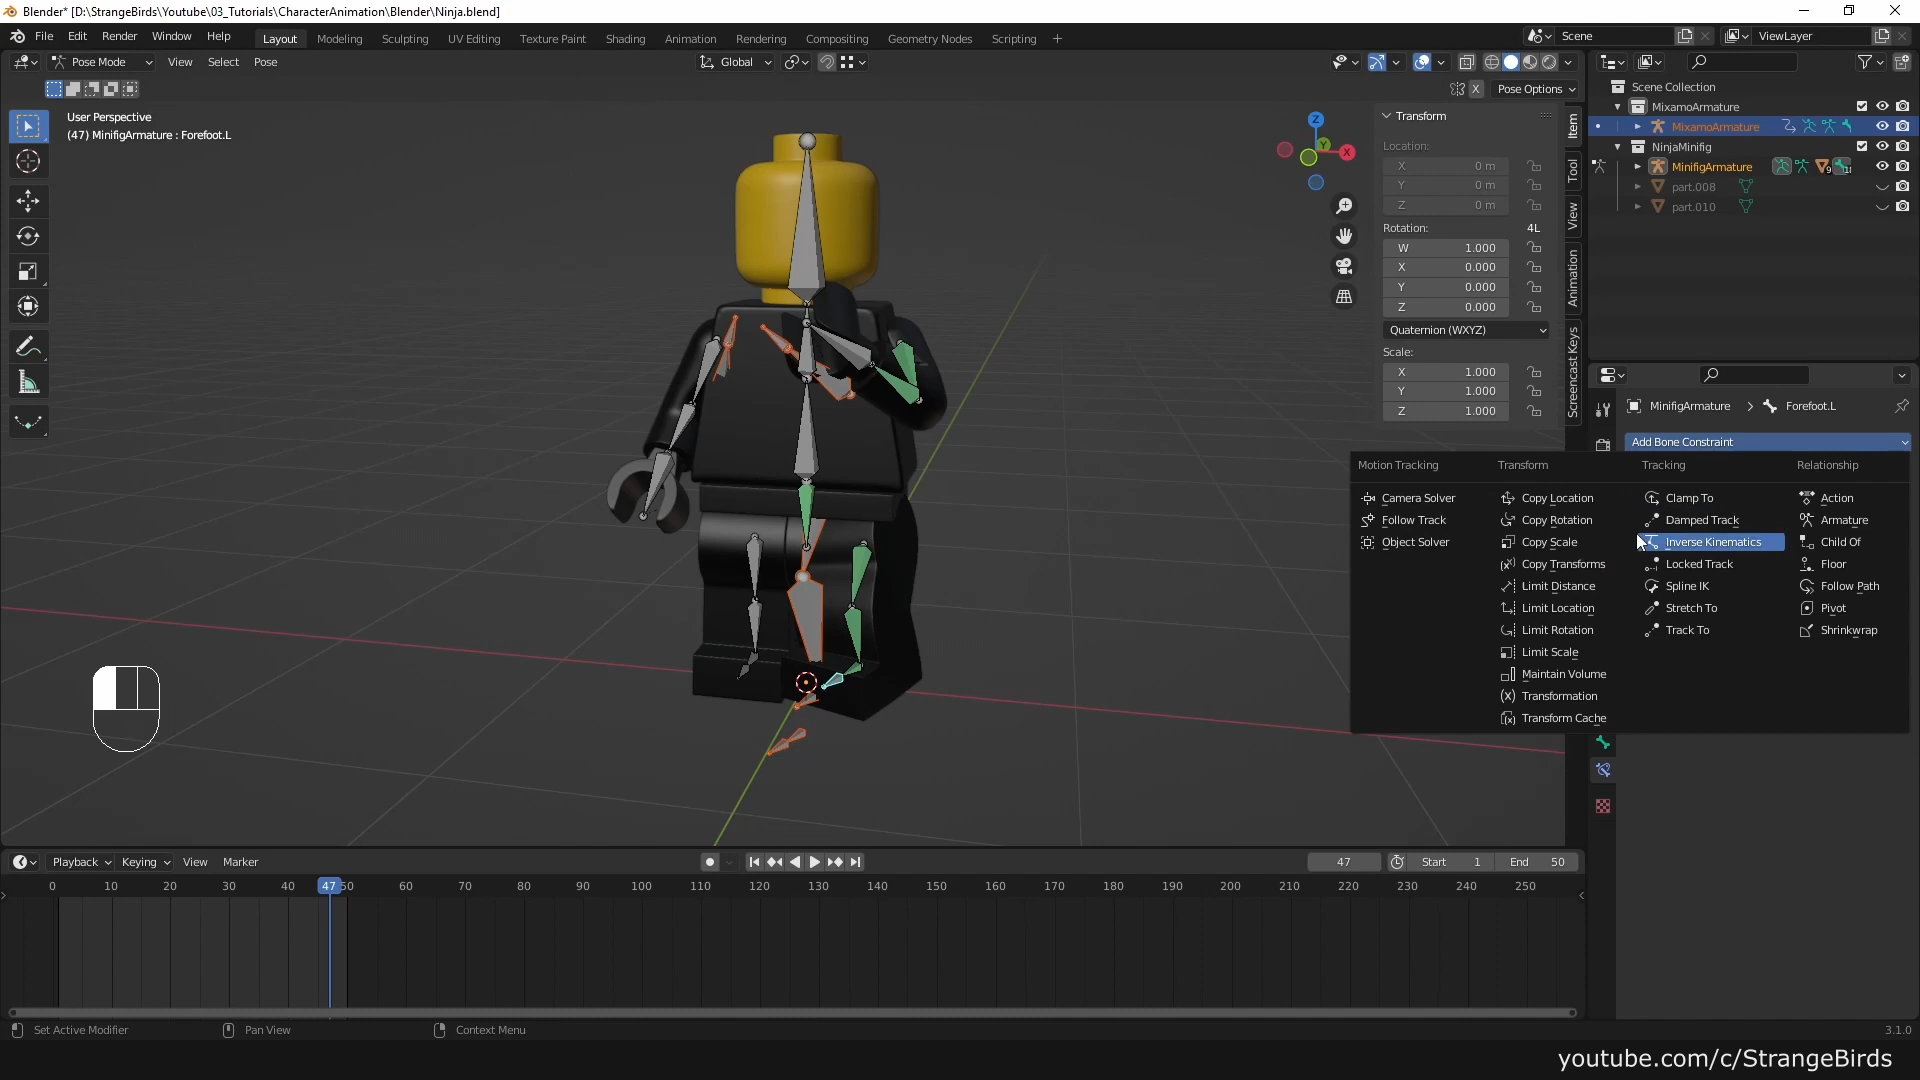 Blender* [D:\StrangeBirds\Youtube\03_Tutorials\CharacterAnimation\Blender\Ninja.blend]
File Edit Render Window Help Layout Modeling Sculpting UV Editing Texture Paint Shading Animation Rendering Compositing Geometry Nodes Scripting + Scene ViewLayer
Pose Mode View Select Pose Global
X Pose Options
User Perspective
(47) MinifigArmature : Forefoot.L
Z
Y
X
Transform
Location:
X 0 m
Y 0 m
Z 0 m
Rotation: 4L
W 1.000
X 0.000
Y 0.000
Z 0.000
Quaternion (WXYZ)
Scale:
X 1.000
Y 1.000
Z 1.000
Item
Tool
View
Animation
Screencast Keys
Scene Collection
MixamoArmature
MixamoArmature
NinjaMinifig
MinifigArmature
part.008
part.010
MinifigArmature > Forefoot.L
Add Bone Constraint
Motion Tracking
Camera Solver
Follow Track
Object Solver
Transform
Copy Location
Copy Rotation
Copy Scale
Copy Transforms
Limit Distance
Limit Location
Limit Rotation
Limit Scale
Maintain Volume
Transformation
Transform Cache
Tracking
Clamp To
Damped Track
Inverse Kinematics
Locked Track
Spline IK
Stretch To
Track To
Relationship
Action
Armature
Child Of
Floor
Follow Path
Pivot
Shrinkwrap
Playback Keying View Marker 47 Start 1 End 50
0 10 20 30 40 47 50 60 70 80 90 100 110 120 130 140 150 160 170 180 190 200 210 220 230 240 250
Set Active Modifier Pan View Context Menu 3.1.0
youtube.com/c/StrangeBirds